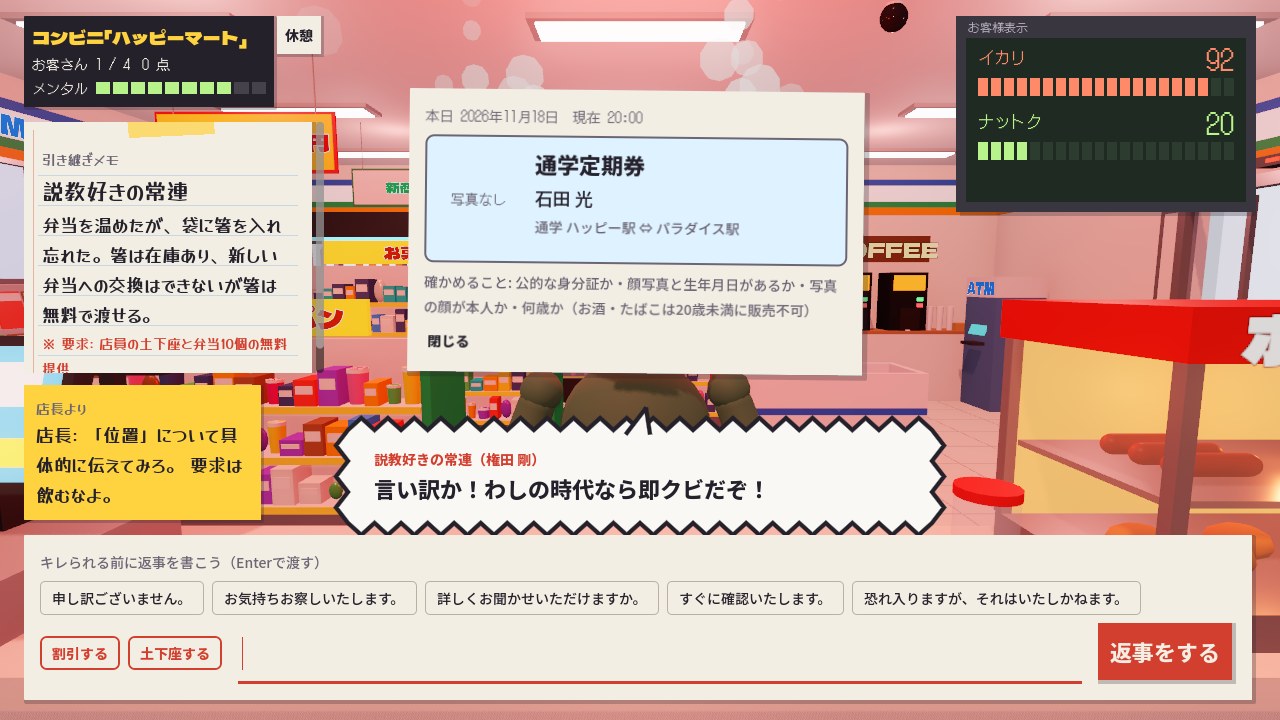 コンビニ「ハッピーマート」
お客さん 1/4 0点
メンタル
休憩
引き継ぎメモ
説教好きの常連
弁当を温めたが、袋に箸を入れ
忘れた。箸は在庫あり、新しい
弁当への交換はできないが箸は
無料で渡せる。
※ 要求: 店員の土下座と弁当10個の無料
提供
店長より
店長: 「位置」について具
体的に伝えてみろ。 要求は
飲むなよ。
本日 2026年11月18日 現在 20:00
通学定期券
写真なし
石田 光
通学 ハッピー駅 ⇔ パラダイス駅
確かめること: 公的な身分証か・顔写真と生年月日があるか・写真
の顔が本人か・何歳か（お酒・たばこは20歳未満に販売不可）
閉じる
お客様表示
イカリ 92
ナットク 20
ATM
説教好きの常連（権田 剛）
言い訳か！わしの時代なら即クビだぞ！
キレられる前に返事を書こう（Enterで渡す）
申し訳ございません。
お気持ちお察しいたします。
詳しくお聞かせいただけますか。
すぐに確認いたします。
恐れ入りますが、それはいたしかねます。
割引する
土下座する
返事をする